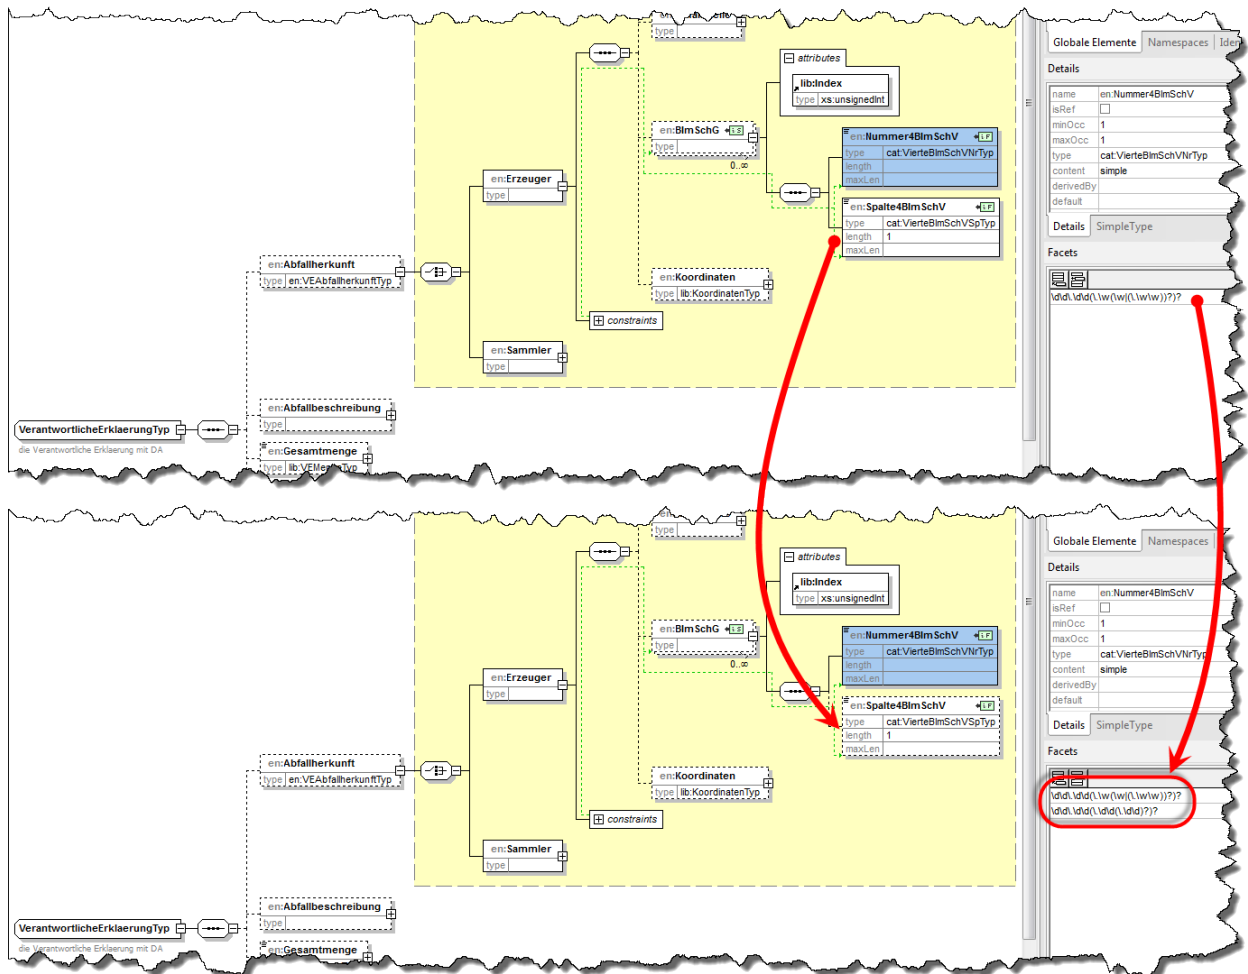 type
attributes
lib:Index
type xs:unsignedInt
en:BImSchG
type
0..∞
en:Nummer4BImSchV
type cat:VierteBImSchVNrTyp
length
maxLen
en:Erzeuger
type
en:Spalte4BImSchV
type cat:VierteBImSchVSpTyp
length 1
maxLen
en:Abfallherkunft
type en:VEAbfallherkunftTyp
en:Koordinaten
type lib:KoordinatenTyp
constraints
en:Sammler
type
en:Abfallbeschreibung
type
VerantwortlicheErklaerungTyp
die Verantwortliche Erklaerung mit DA
en:Gesamtmenge
type
Globale Elemente Namespaces
Details
name en:Nummer4BImSchV
isRef
minOcc 1
maxOcc 1
type cat:VierteBImSchVNrTyp
content simple
derivedBy
default
Details SimpleType
Facets
\d\d\.\d\d(\.\w(\w|(\.\w\w))?)?
type
attributes
lib:Index
type xs:unsignedInt
en:BImSchG
type
0..∞
en:Nummer4BImSchV
type cat:VierteBImSchVNrTyp
length
maxLen
en:Erzeuger
type
en:Spalte4BImSchV
type cat:VierteBImSchVSpTyp
length 1
maxLen
en:Abfallherkunft
type en:VEAbfallherkunftTyp
en:Koordinaten
type lib:KoordinatenTyp
constraints
en:Sammler
type
en:Abfallbeschreibung
type
VerantwortlicheErklaerungTyp
die Verantwortliche Erklaerung mit DA
en:Gesamtmenge
Globale Elemente Namespaces
Details
name en:Nummer4BImSchV
isRef
minOcc 1
maxOcc 1
type cat:VierteBImSchVNrTyp
content simple
derivedBy
default
Details SimpleType
Facets
\d\d\.\d\d(\.\w(\w|(\.\w\w))?)?
\d\d\.\d\d(\.\d\d(\.\d\d)?)?